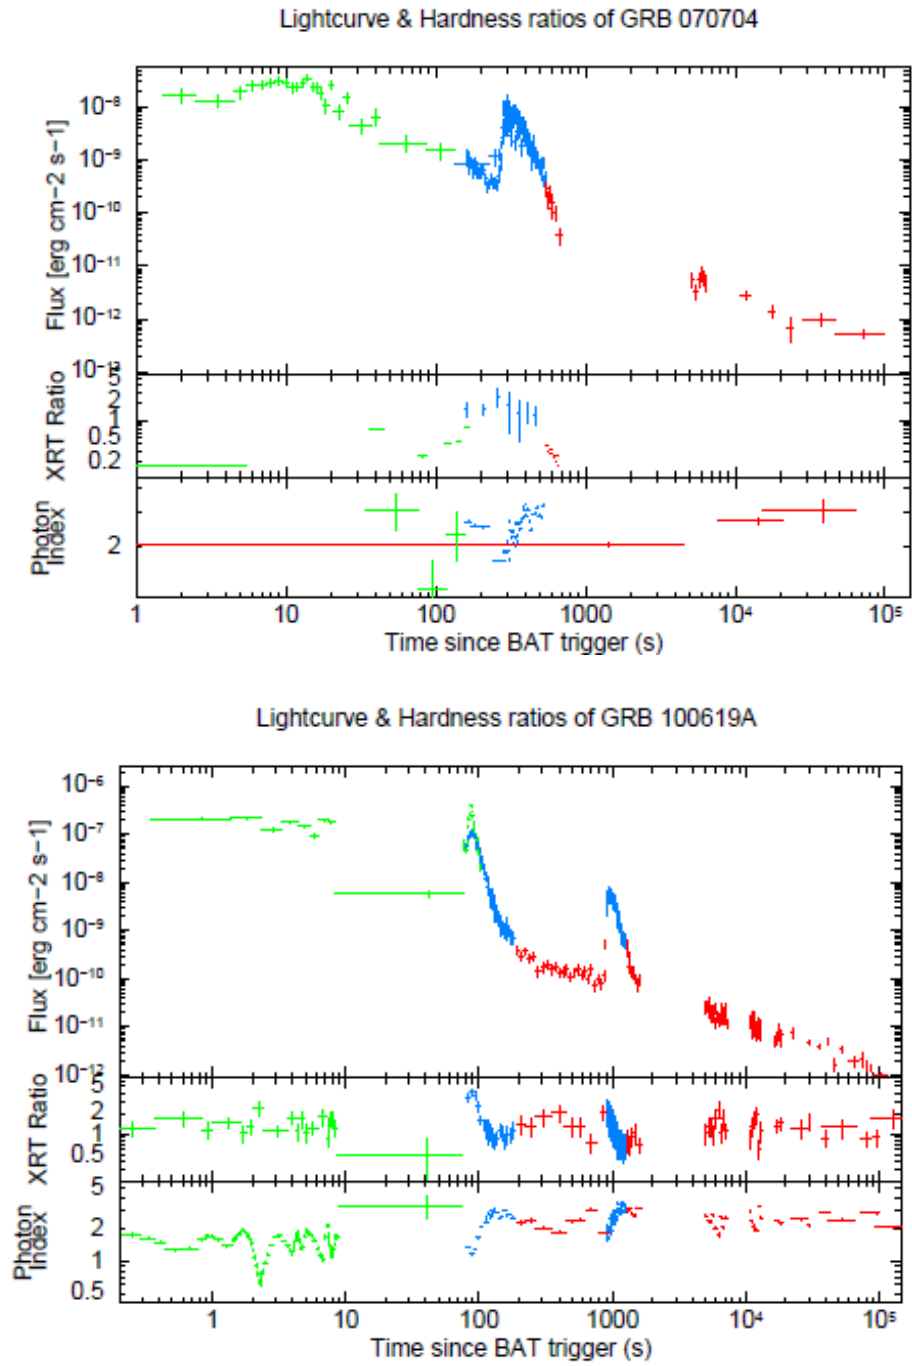 Lightcurve & Hardness ratios of GRB 070704
Flux [erg cm−2 s−1]
10⁻⁸
10⁻⁹
10⁻¹⁰
10⁻¹¹
10⁻¹²
10⁻¹³
XRT Ratio
5
2
1
0.5
0.2
Photon
Index
2
1 10 100 1000 10⁴ 10⁵
Time since BAT trigger (s)
Lightcurve & Hardness ratios of GRB 100619A
Flux [erg cm−2 s−1]
10⁻⁶
10⁻⁷
10⁻⁸
10⁻⁹
10⁻¹⁰
10⁻¹¹
10⁻¹²
XRT Ratio
5
2
1
0.5
Photon
Index
5
2
1
0.5
1 10 100 1000 10⁴ 10⁵
Time since BAT trigger (s)